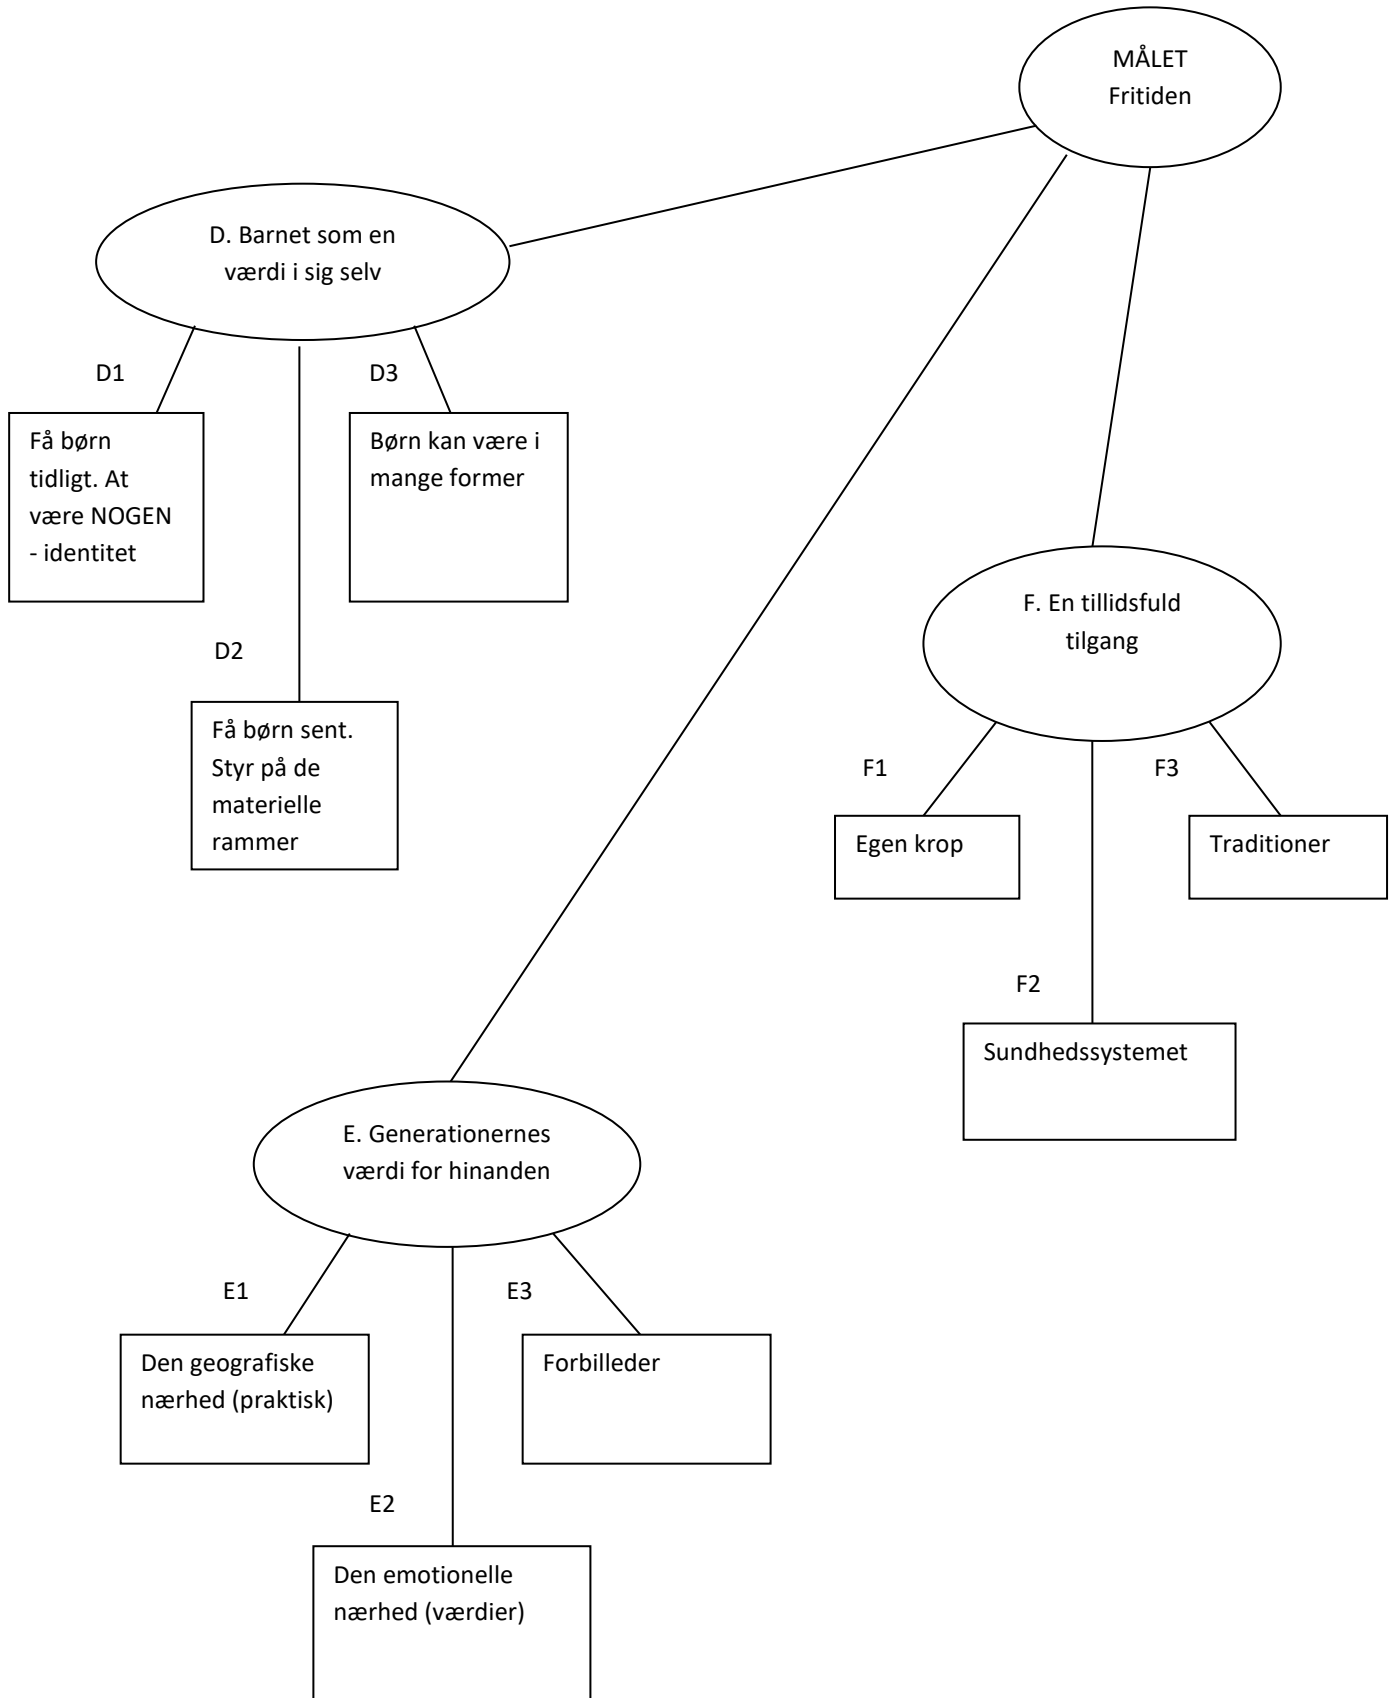 MÅLET
Fritiden
D. Barnet som en
værdi i sig selv
D1
Få børn
tidligt. At
være NOGEN
- identitet
D2
Få børn sent.
Styr på de
materielle
rammer
D3
Børn kan være i
mange former
F. En tillidsfuld
tilgang
F1
Egen krop
F2
Sundhedssystemet
F3
Traditioner
E. Generationernes
værdi for hinanden
E1
Den geografiske
nærhed (praktisk)
E2
Den emotionelle
nærhed (værdier)
E3
Forbilleder